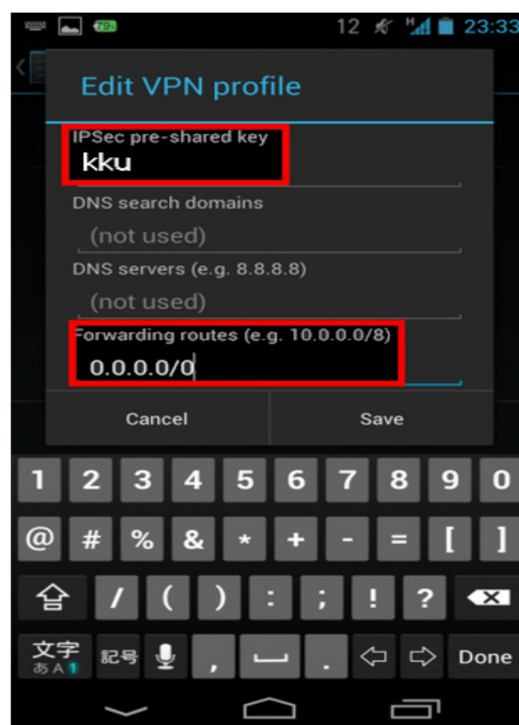 79%
12 H 23:33
Edit VPN profile
IPSec pre-shared key
kku
DNS search domains
(not used)
DNS servers (e.g. 8.8.8.8)
(not used)
Forwarding routes (e.g. 10.0.0.0/8)
0.0.0.0/0
Cancel Save
1 2 3 4 5 6 7 8 9 0
@ # % & * + - = [ ]
/ ( ) : ; ! ?
文字 記号 , . Done
あ A 1